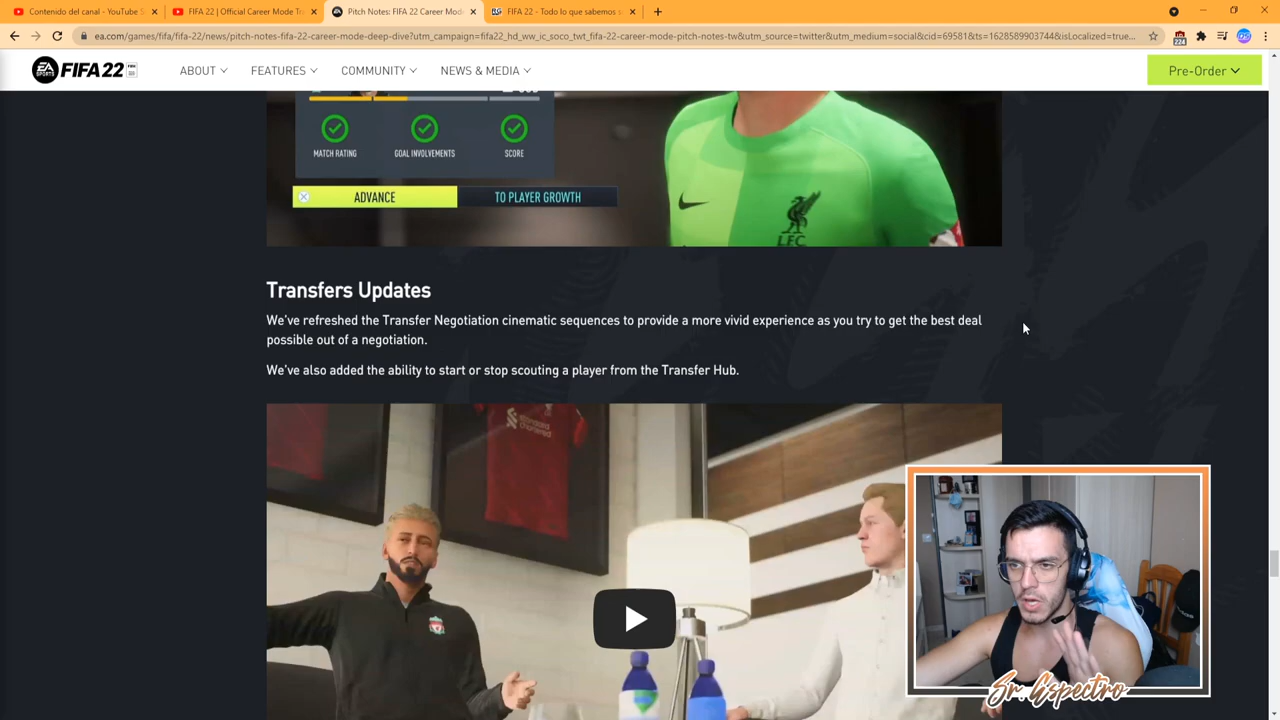 Contenido del canal - YouTube S
FIFA 22 | Official Career Mode Tr
Pitch Notes: FIFA 22 Career Mod
FIFA 22 - Todo lo que sabemos s
ea.com/games/fifa/fifa-22/news/pitch-notes-fifa-22-career-mode-deep-dive?utm_campaign=fifa22_hd_ww_ic_soco_twt_fifa-22-career-mode-pitch-notes-tw&utm_source=twitter&utm_medium=social&cid=69581&ts=1628589903744&isLocalized=true...
224
EA SPORTS FIFA 22
ABOUT
FEATURES
COMMUNITY
NEWS & MEDIA
Pre-Order
MATCH RATING
GOAL INVOLVEMENTS
SCORE
ADVANCE
TO PLAYER GROWTH
LFC
Transfers Updates
We've refreshed the Transfer Negotiation cinematic sequences to provide a more vivid experience as you try to get the best deal
possible out of a negotiation.
We've also added the ability to start or stop scouting a player from the Transfer Hub.
Standard
Chartered
Sr. Espectro